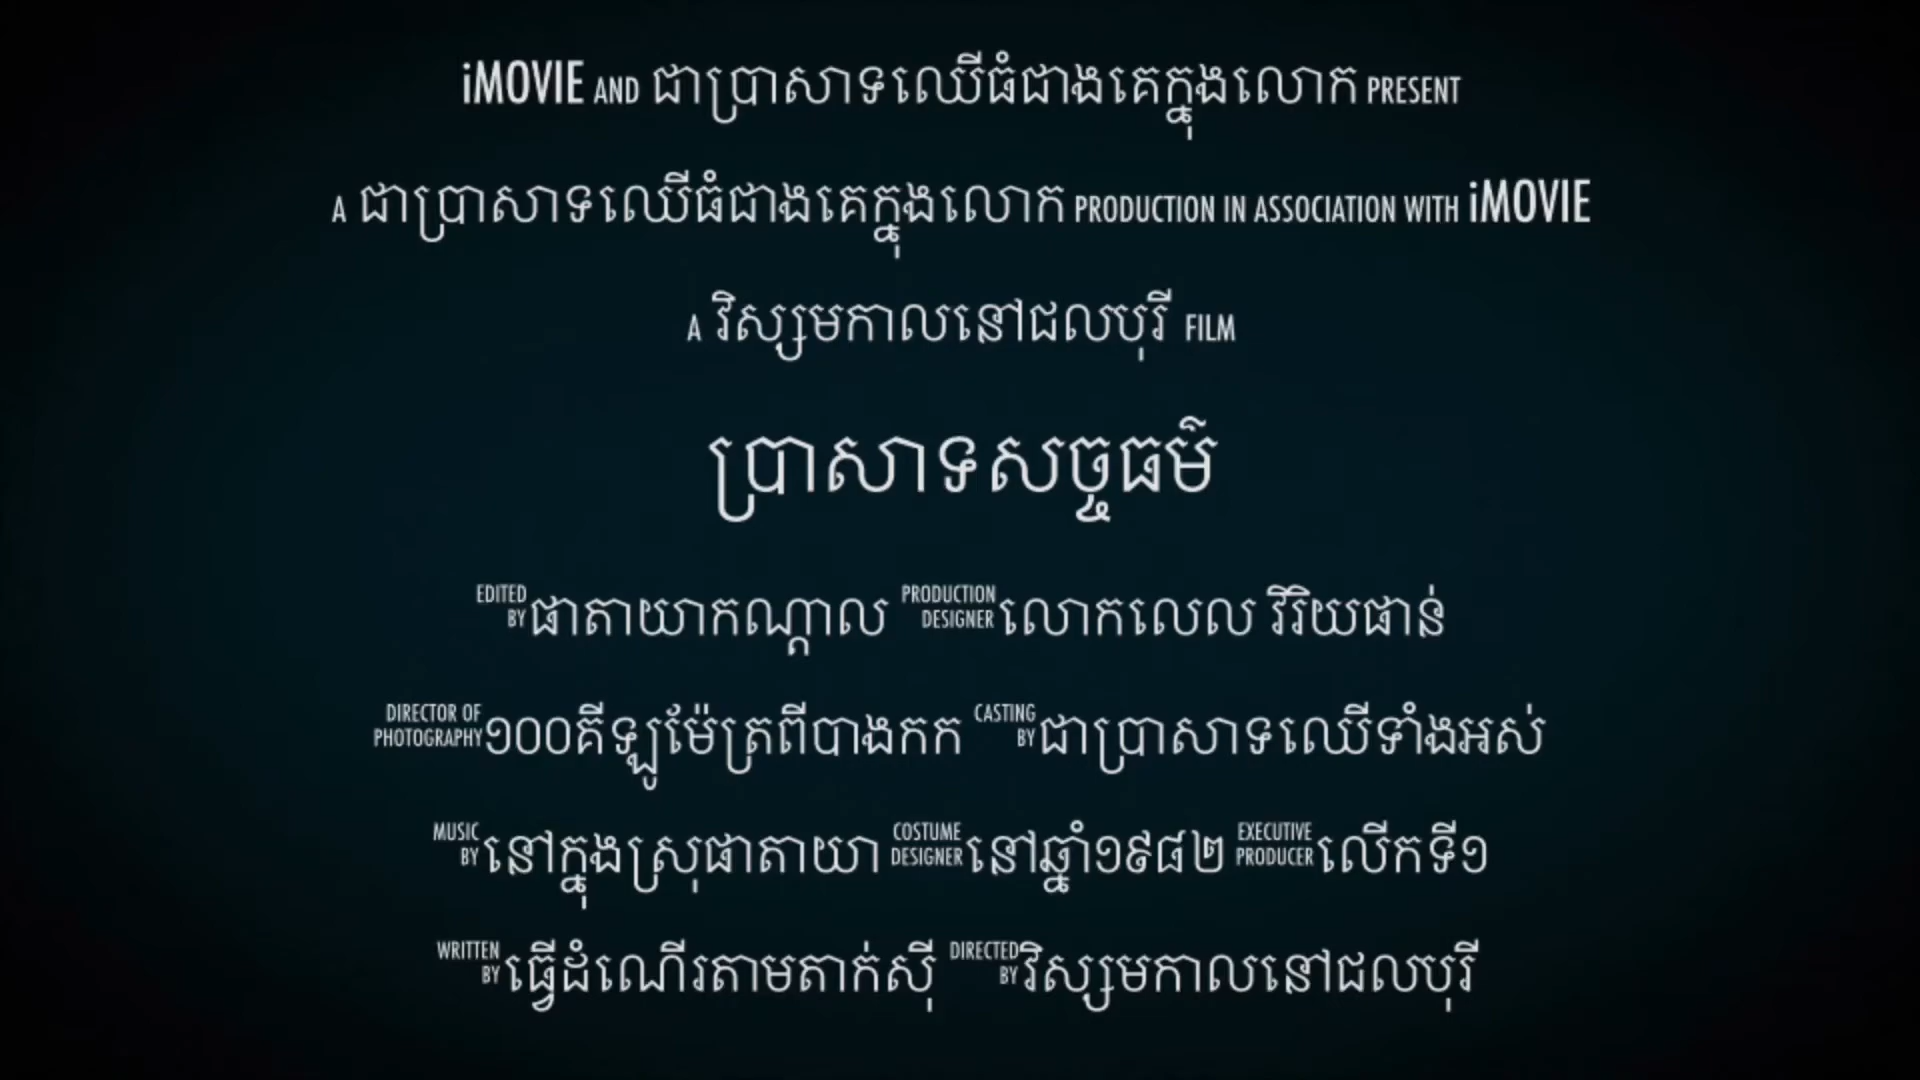 iMOVIE AND ជាប្រាសាទឈើធំជាងគេក្នុងលោក PRESENT
A ជាប្រាសាទឈើធំជាងគេក្នុងលោក PRODUCTION IN ASSOCIATION WITH iMOVIE
A វិស្សមកាលនៅជលបុរី FILM
ប្រាសាទសច្ចធម៌
EDITED BY ផាតាយាកណ្តាល PRODUCTION DESIGNER លោកលេល វិរិយផាន់
DIRECTOR OF PHOTOGRAPHY ១០០គីឡូម៉ែត្រពីបាងកក CASTING BY ជាប្រាសាទឈើទាំងអស់
MUSIC BY នៅក្នុងស្រុផាតាយា COSTUME DESIGNER នៅឆ្នាំ១៩៨២ EXECUTIVE PRODUCER លើកទី១
WRITTEN BY ធ្វើដំណើរតាមតាក់ស៊ី DIRECTED BY វិស្សមកាលនៅជលបុរី